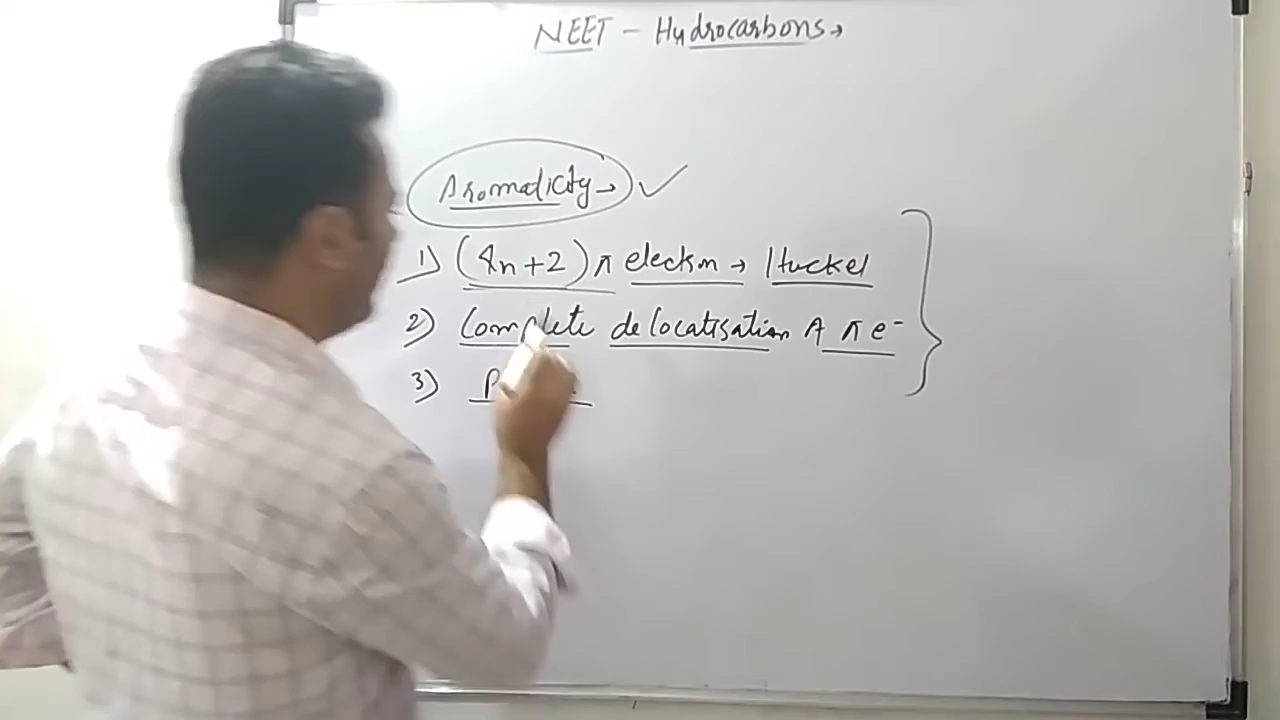 NEET - Hydrocarbons →
Aromaticity → ✓
1) (4n+2) π electron → Huckel
2) Complete delocalisation of π e⁻
3)